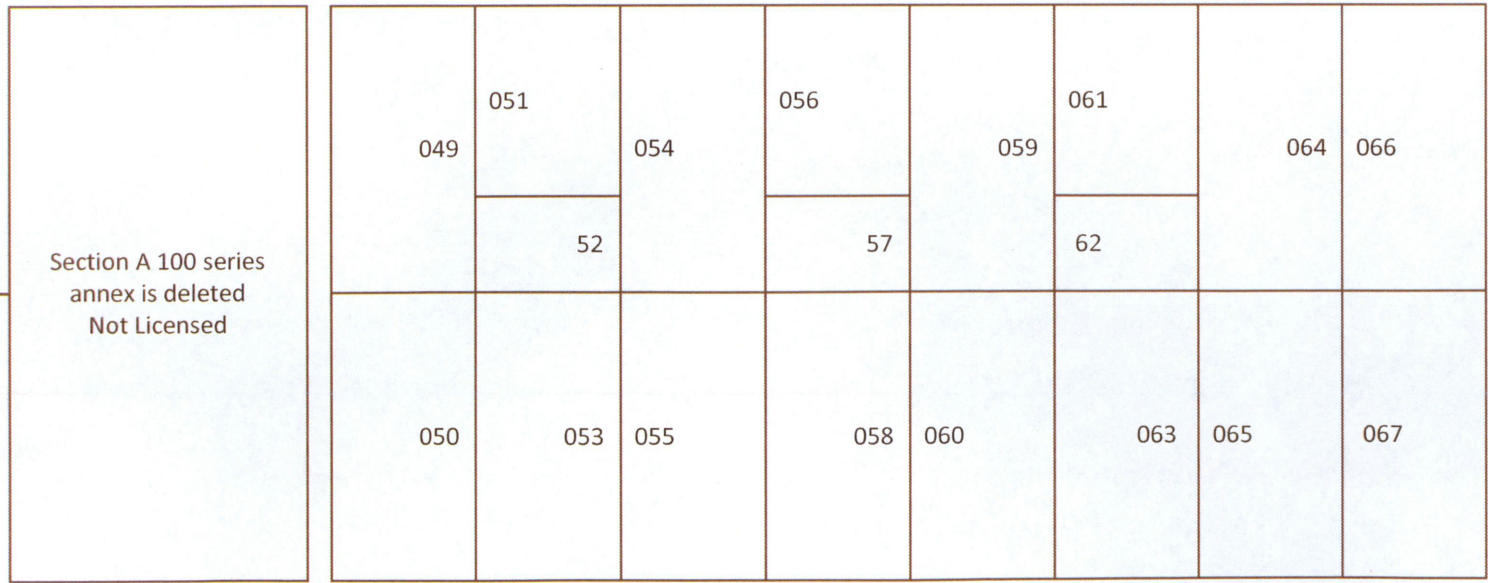 051 056 061
049 054 059 064 066
52 57 62
Section A 100 series
annex is deleted
Not Licensed
050 053 055 058 060 063 065 067